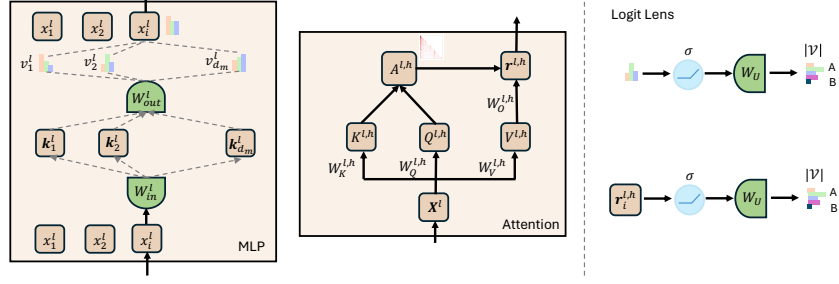 x_1^l x_2^l x_i^l
v_1^l v_2^l v_{d_m}^l
W_{out}^l
k_1^l k_2^l k_{d_m}^l
W_{in}^l
x_1^l x_2^l x_i^l
MLP
A^{l,h} r^{l,h}
W_O^{l,h}
K^{l,h} Q^{l,h} V^{l,h}
W_K^{l,h} W_Q^{l,h} W_V^{l,h}
X^l
Attention
Logit Lens
σ |𝒱|
W_U A
B
σ |𝒱|
r_i^{l,h} W_U A
B